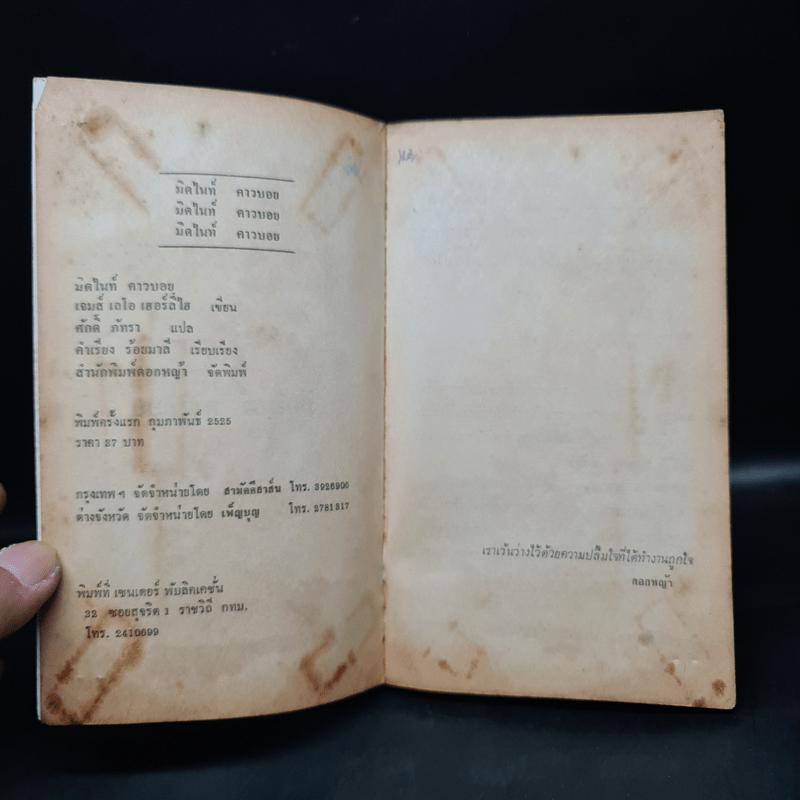 มิดไนท์ คาวบอย
มิดไนท์ คาวบอย
มิดไนท์ คาวบอย
มิดไนท์ คาวบอย
เจมส์ เลโอ เฮอร์ลิไฮ เขียน
ศักดิ์ ภัทรา แปล
คำเรียง ร้อยมาลี เรียบเรียง
สำนักพิมพ์ดอกหญ้า จัดพิมพ์
พิมพ์ครั้งแรก กุมภาพันธ์ 2525
ราคา 27 บาท
กรุงเทพ ฯ จัดจำหน่ายโดย สามัคคีสาส์น โทร. 3926900
ต่างจังหวัด จัดจำหน่ายโดย เพ็ญบุญ โทร. 2781317
พิมพ์ที่ เซนเตอร์ พับลิคเคชั่น
32 ซอยสุจริต 1 ราชวิถี กทม.
โทร. 2410699
เราเว้นว่างไว้ด้วยความปลื้มใจที่ได้ทำงานถูกใจ
ดอกหญ้า